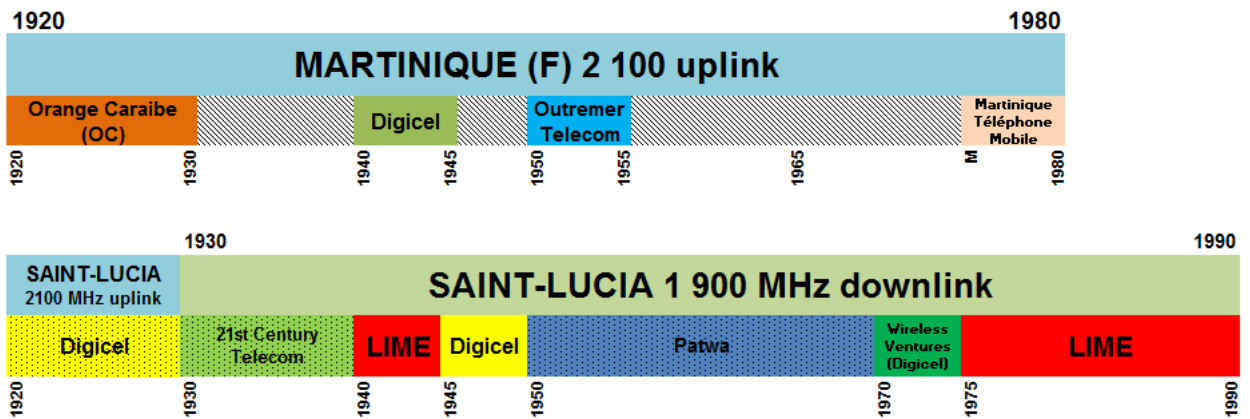 1920 1980
MARTINIQUE (F) 2 100 uplink
Orange Caraibe
(OC)
Digicel
Outremer
Telecom
Martinique
Téléphone
Mobile
1920 1930 1940 1945 1950 1955 1965 M 1980
1930 1990
SAINT-LUCIA
2100 MHz uplink
SAINT-LUCIA 1 900 MHz downlink
Digicel
21st Century
Telecom
LIME
Digicel
Patwa
Wireless
Ventures
(Digicel)
LIME
1920 1930 1940 1945 1950 1970 1975 1990